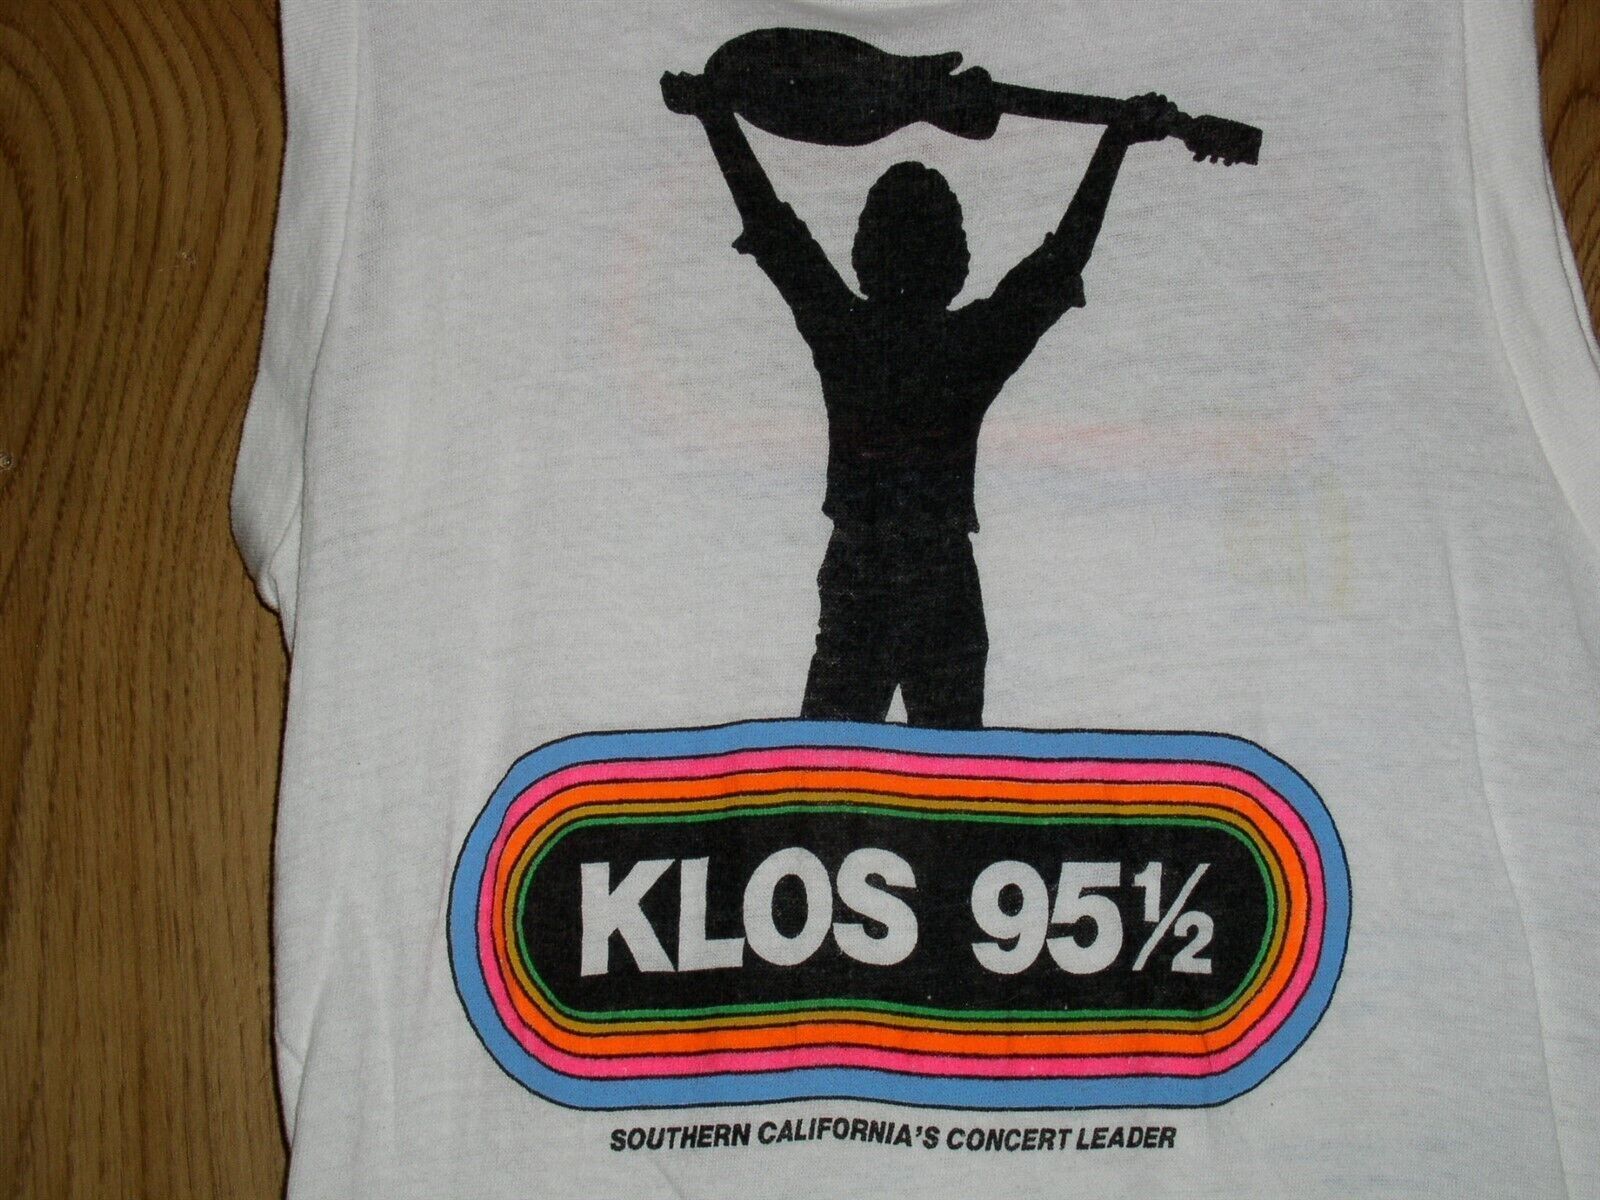 KLOS 95½
SOUTHERN CALIFORNIA'S CONCERT LEADER